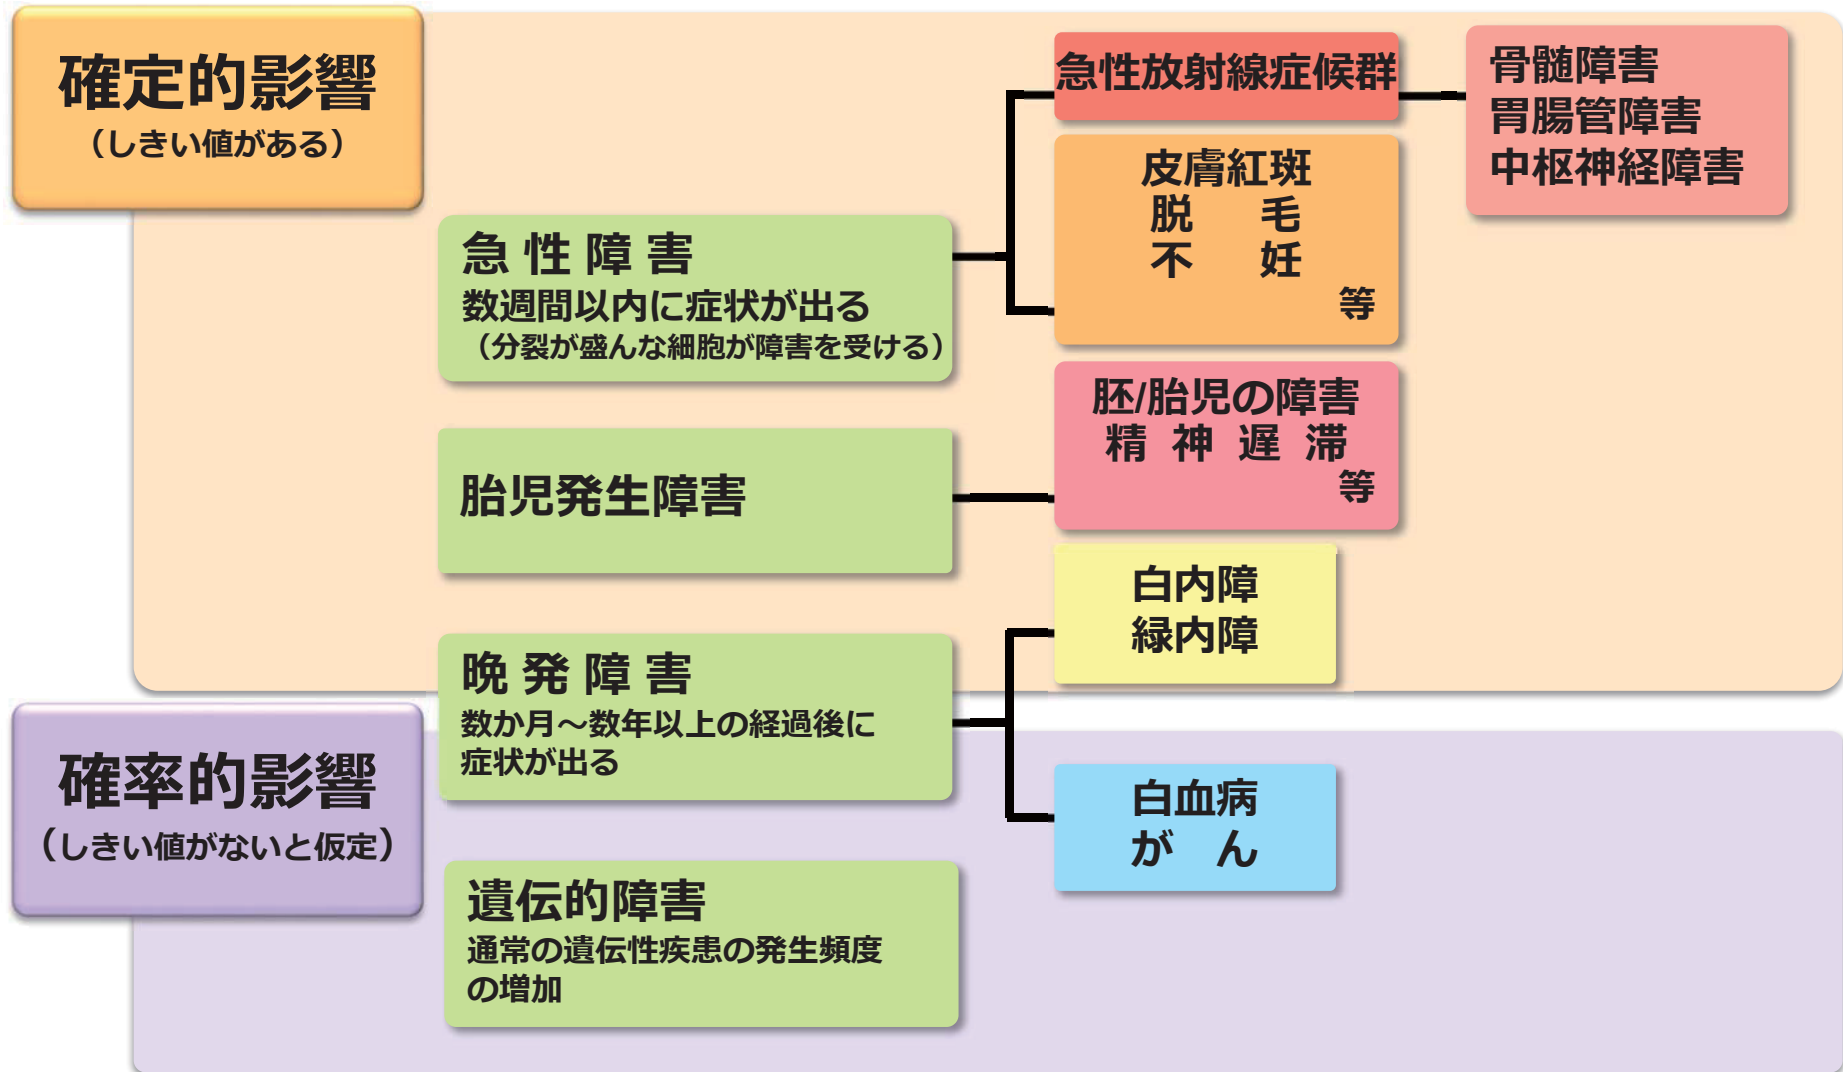 確定的影響
（しきい値がある）
急性放射線症候群
骨髄障害
胃腸管障害
中枢神経障害
皮膚紅斑
脱　毛
不　妊
等
急 性 障 害
数週間以内に症状が出る
（分裂が盛んな細胞が障害を受ける）
胚/胎児の障害
精 神 遅 滞
等
胎児発生障害
白内障
緑内障
晩 発 障 害
数か月～数年以上の経過後に
症状が出る
確率的影響
（しきい値がないと仮定）
白血病
が　ん
遺伝的障害
通常の遺伝性疾患の発生頻度
の増加